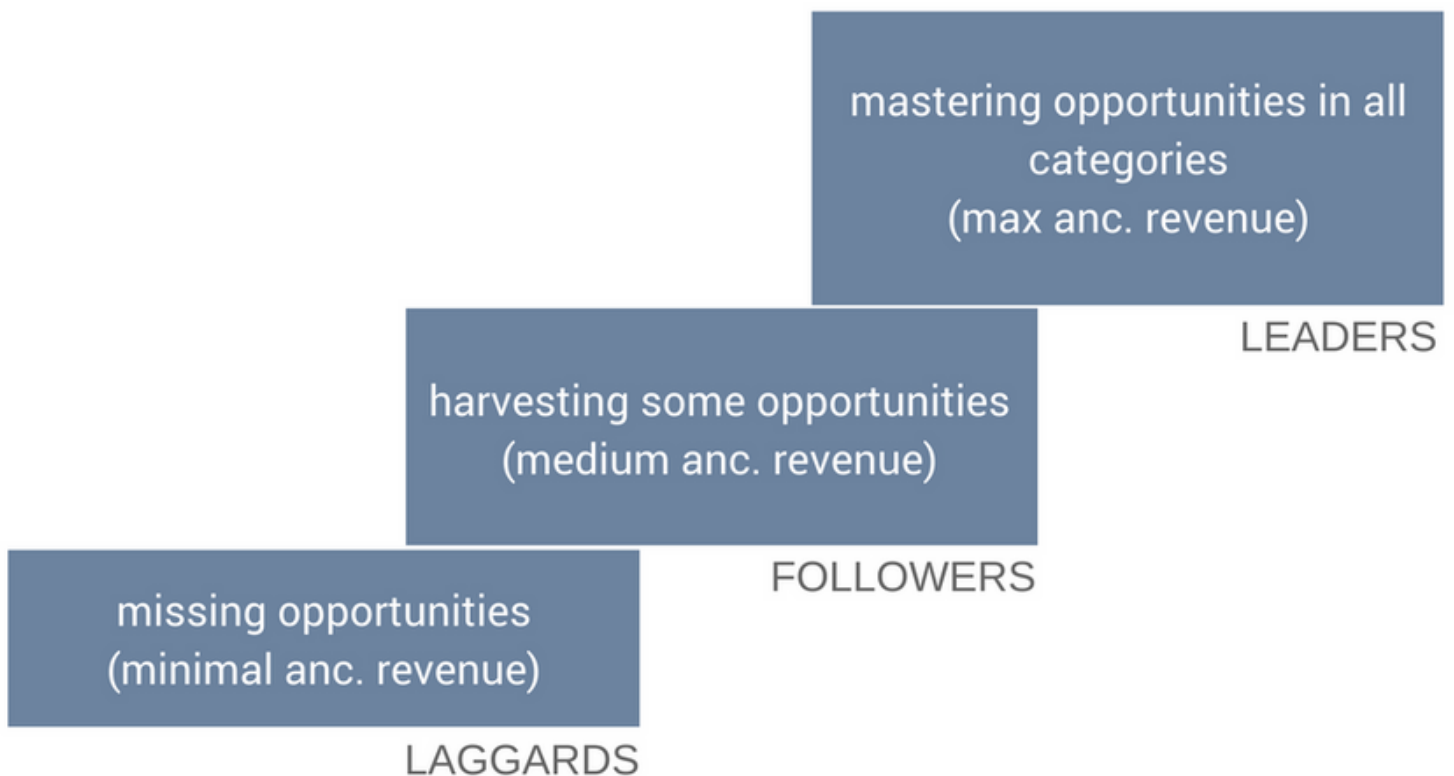 mastering opportunities in all
categories
(max anc. revenue)
LEADERS
harvesting some opportunities
(medium anc. revenue)
FOLLOWERS
missing opportunities
(minimal anc. revenue)
LAGGARDS